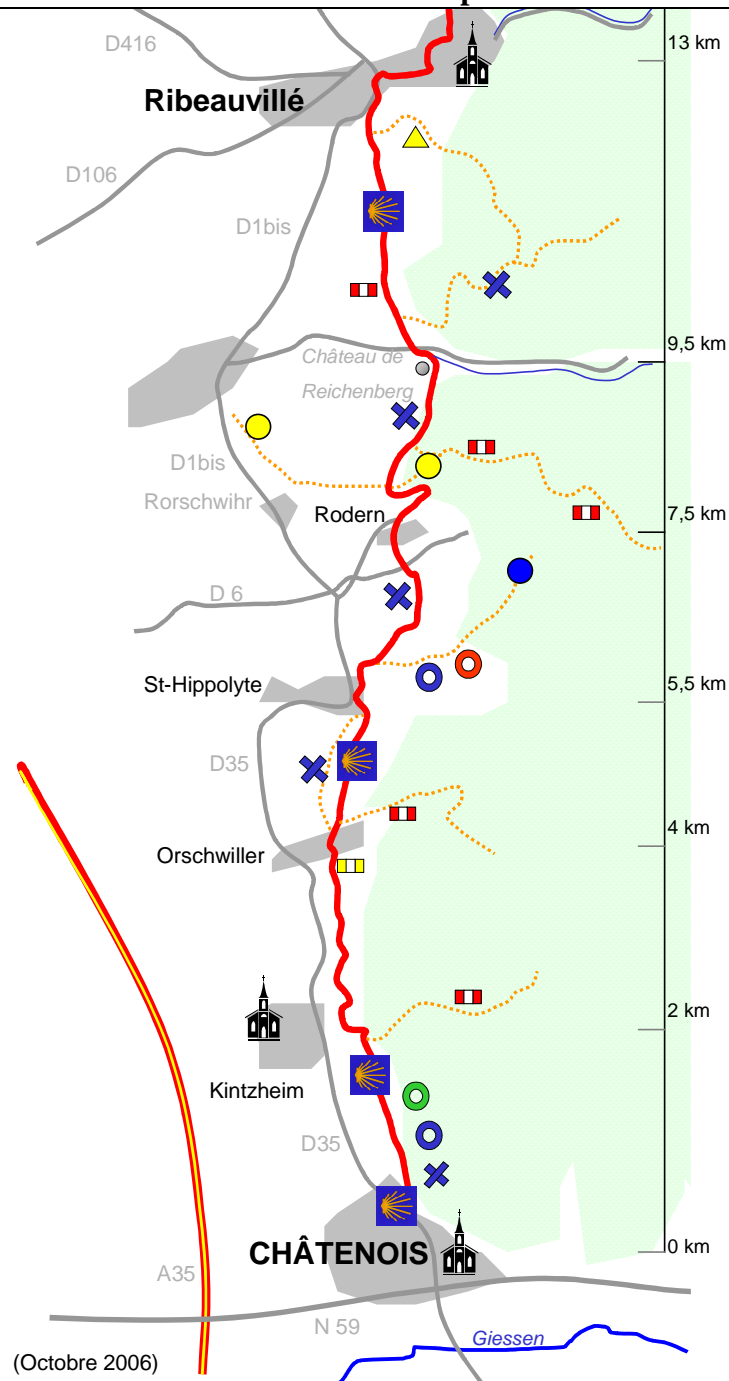 D416
13 km
Ribeauvillé
D106
D1bis
9,5 km
Château de
Reichenberg
D1bis
Rorschwihr
Rodern
7,5 km
D 6
St-Hippolyte
5,5 km
D35
4 km
Orschwiller
2 km
Kintzheim
D35
CHÂTENOIS
0 km
A35
N 59
Giessen
(Octobre 2006)